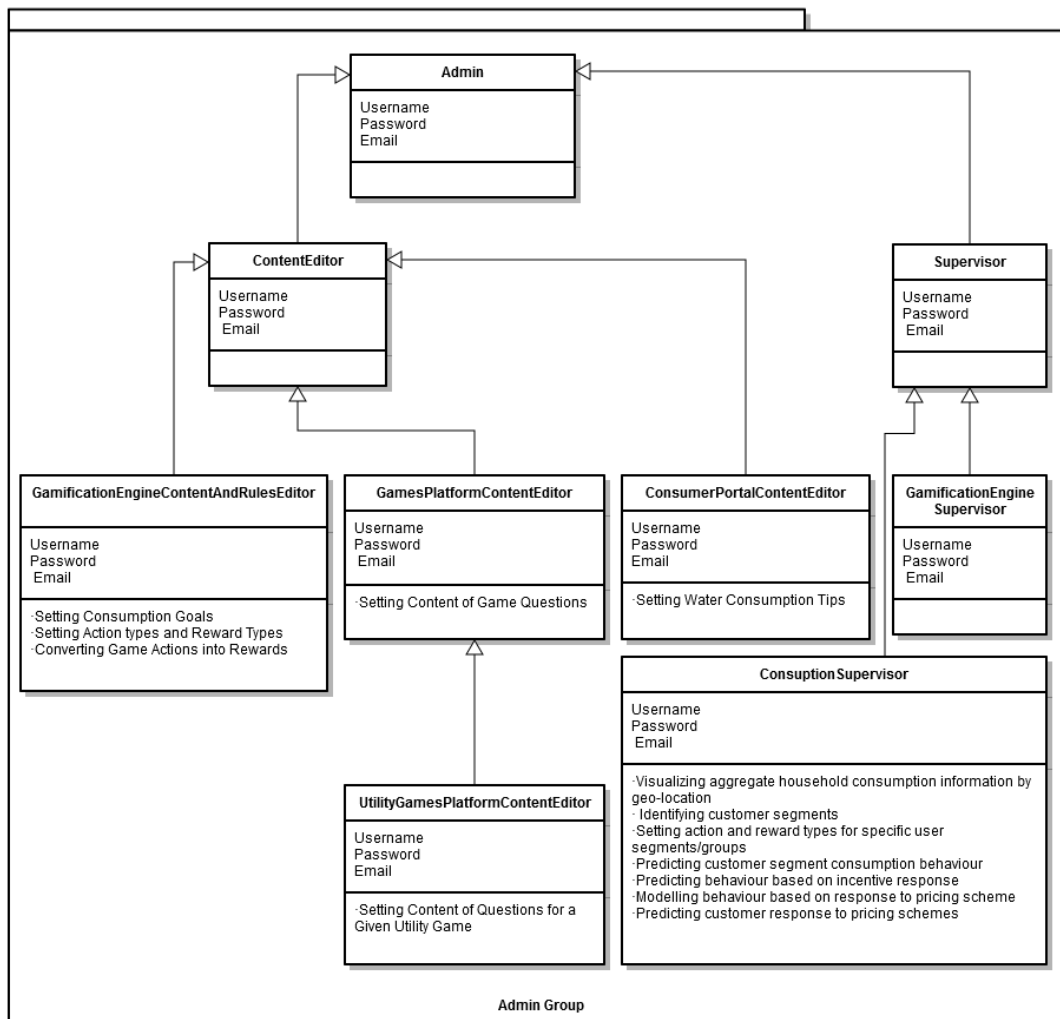 Admin
Username
Password
Email
ContentEditor
Username
Password
Email
Supervisor
Username
Password
Email
GamificationEngineContentAndRulesEditor
Username
Password
Email
·Setting Consumption Goals
·Setting Action types and Reward Types
·Converting Game Actions into Rewards
GamesPlatformContentEditor
Username
Password
Email
·Setting Content of Game Questions
ConsumerPortalContentEditor
Username
Password
Email
·Setting Water Consumption Tips
GamificationEngine
Supervisor
Username
Password
Email
UtilityGamesPlatformContentEditor
Username
Password
Email
·Setting Content of Questions for a
Given Utility Game
ConsuptionSupervisor
Username
Password
Email
·Visualizing aggregate household consumption information by
geo-location
· Identifying customer segments
·Setting action and reward types for specific user
segments/groups
·Predicting customer segment consumption behaviour
·Predicting behaviour based on incentive response
·Modelling behaviour based on response to pricing scheme
·Predicting customer response to pricing schemes
Admin Group